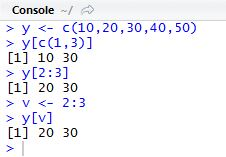 Console ~/
> y <- c(10,20,30,40,50)
> y[c(1,3)]
[1] 10 30
> y[2:3]
[1] 20 30
> v <- 2:3
> y[v]
[1] 20 30
>